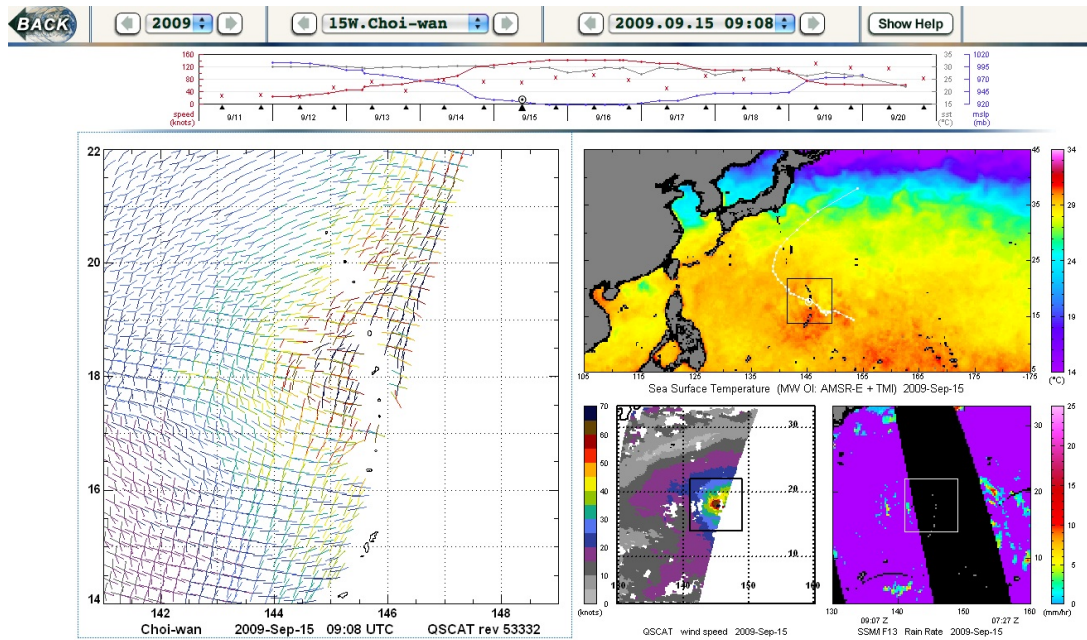 BACK 2009 15W.Choi-wan 2009.09.15 09:08 Show Help
160 120 80 40 0
speed (knots)
9/11 9/12 9/13 9/14 9/15 9/16 9/17 9/18 9/19 9/20
35 30 25 20 15
sst (°C)
1020 995 970 945 920
mslp (mb)
22
20
18
16
14
142 144 146 148
Choi-wan 2009-Sep-15 09:08 UTC QSCAT rev 53332
45
35
25
15
5
105 115 125 135 145 155 165 175 -175
34
29
24
19
14
(°C)
Sea Surface Temperature (MW OI: AMSR-E + TMI) 2009-Sep-15
70
60
50
40
30
20
10
0
(knots)
30
20
10
130 140 150 160
QSCAT wind speed 2009-Sep-15
25
20
15
10
5
0
(mm/hr)
130 140 150 160
09:07 Z 07:27 Z
SSM/I F13 Rain Rate 2009-Sep-15